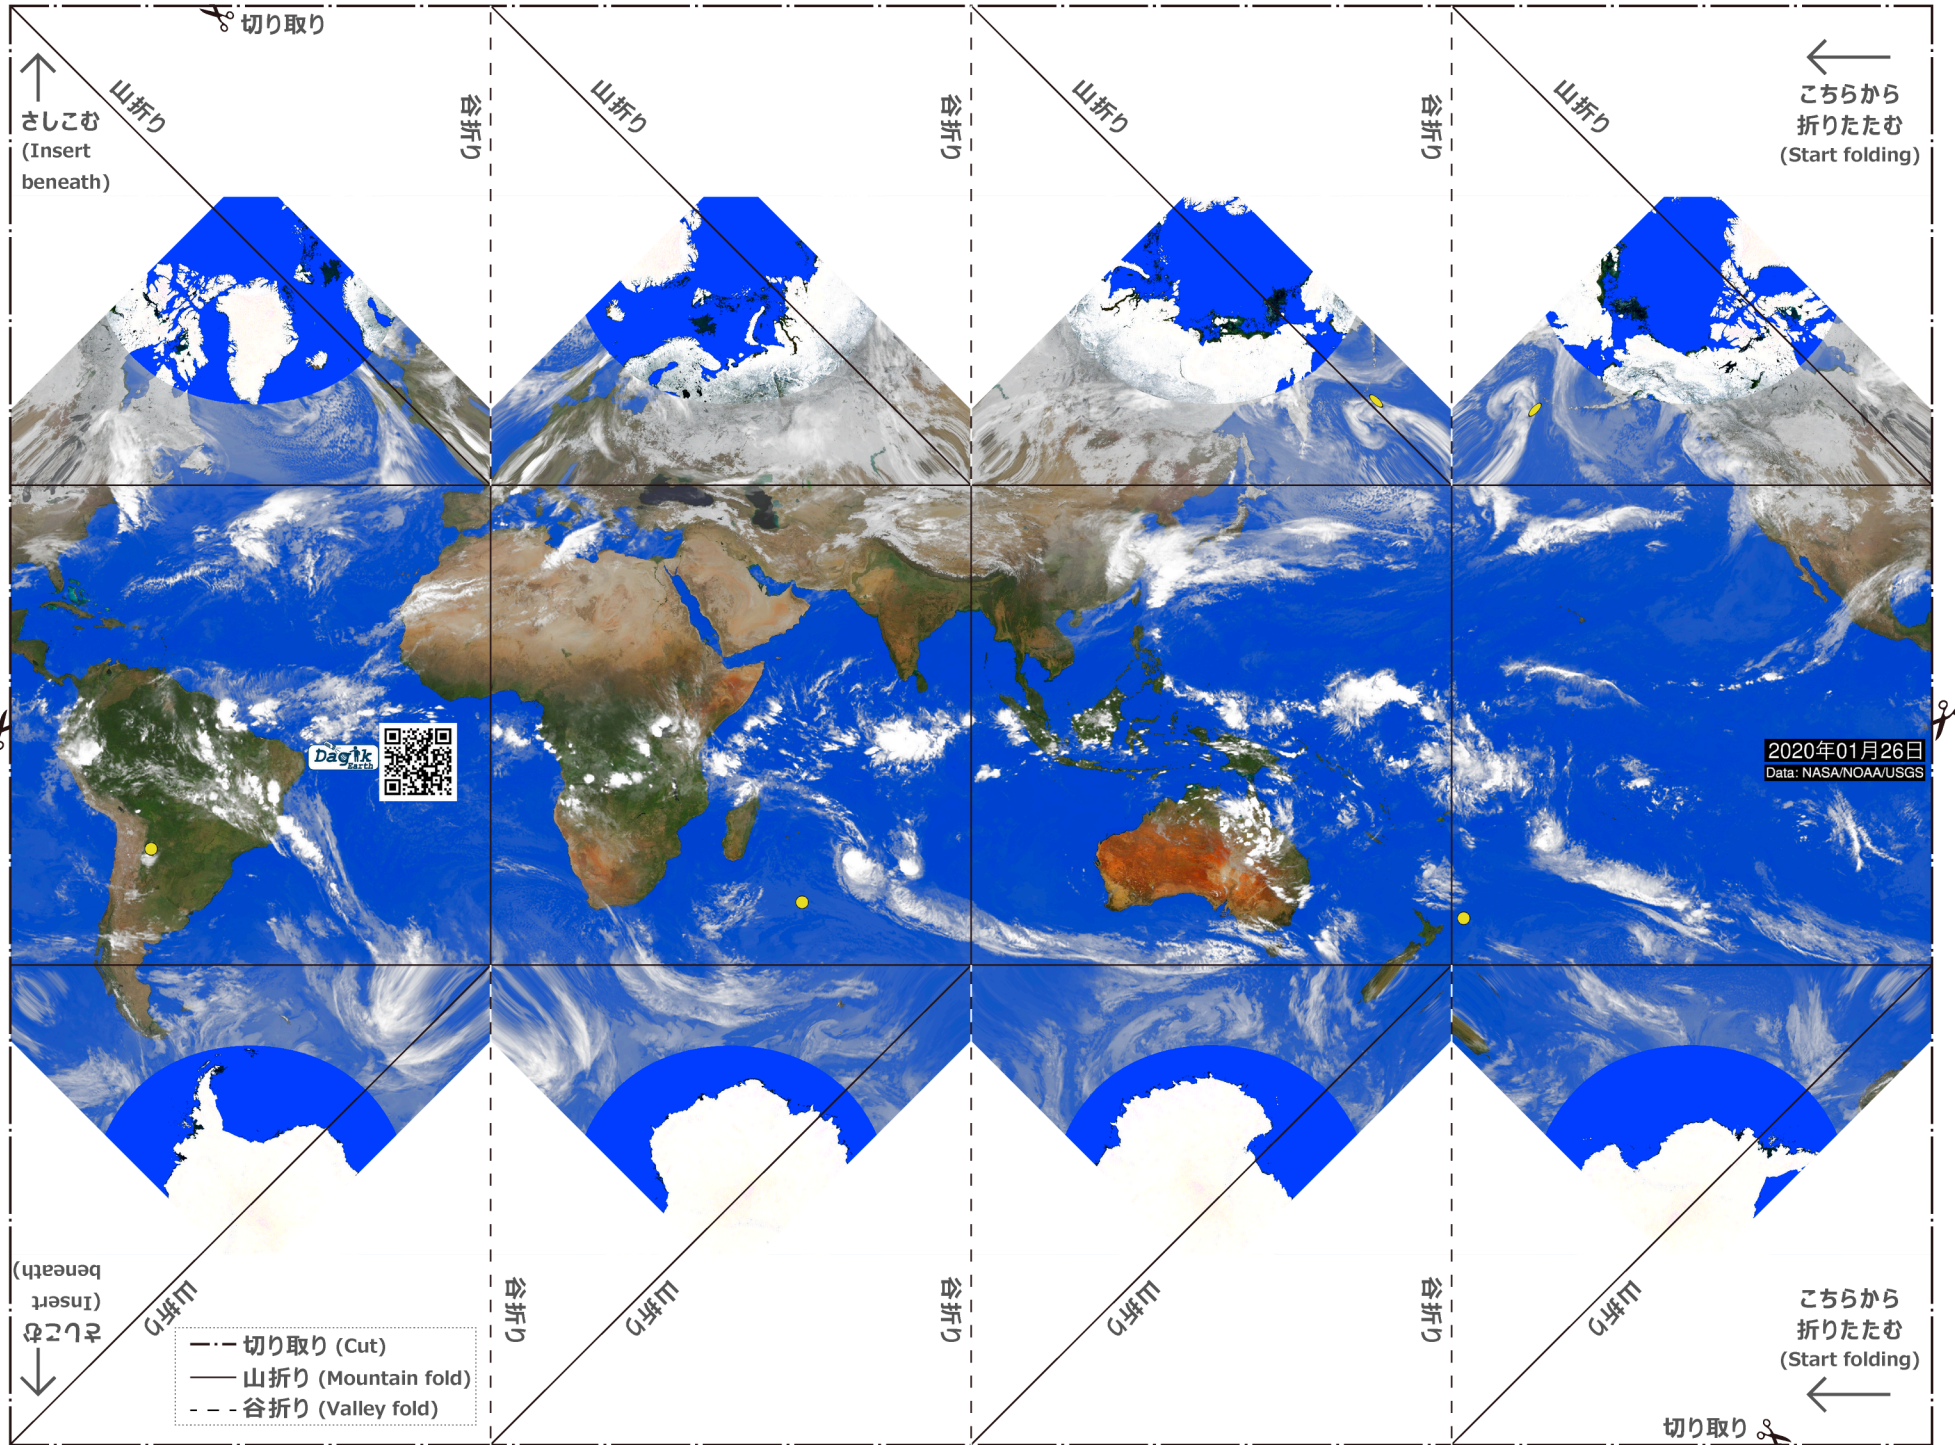 切り取り
さしこむ
(Insert
beneath)
山折り
谷折り
山折り
谷折り
山折り
谷折り
山折り
こちらから
折りたたむ
(Start folding)
Dagik
Earth
2020年01月26日
Data: NASA/NOAA/USGS
さしこむ
(Insert
beneath)
山折り
谷折り
山折り
谷折り
山折り
谷折り
山折り
こちらから
折りたたむ
(Start folding)
切り取り (Cut)
山折り (Mountain fold)
谷折り (Valley fold)
切り取り